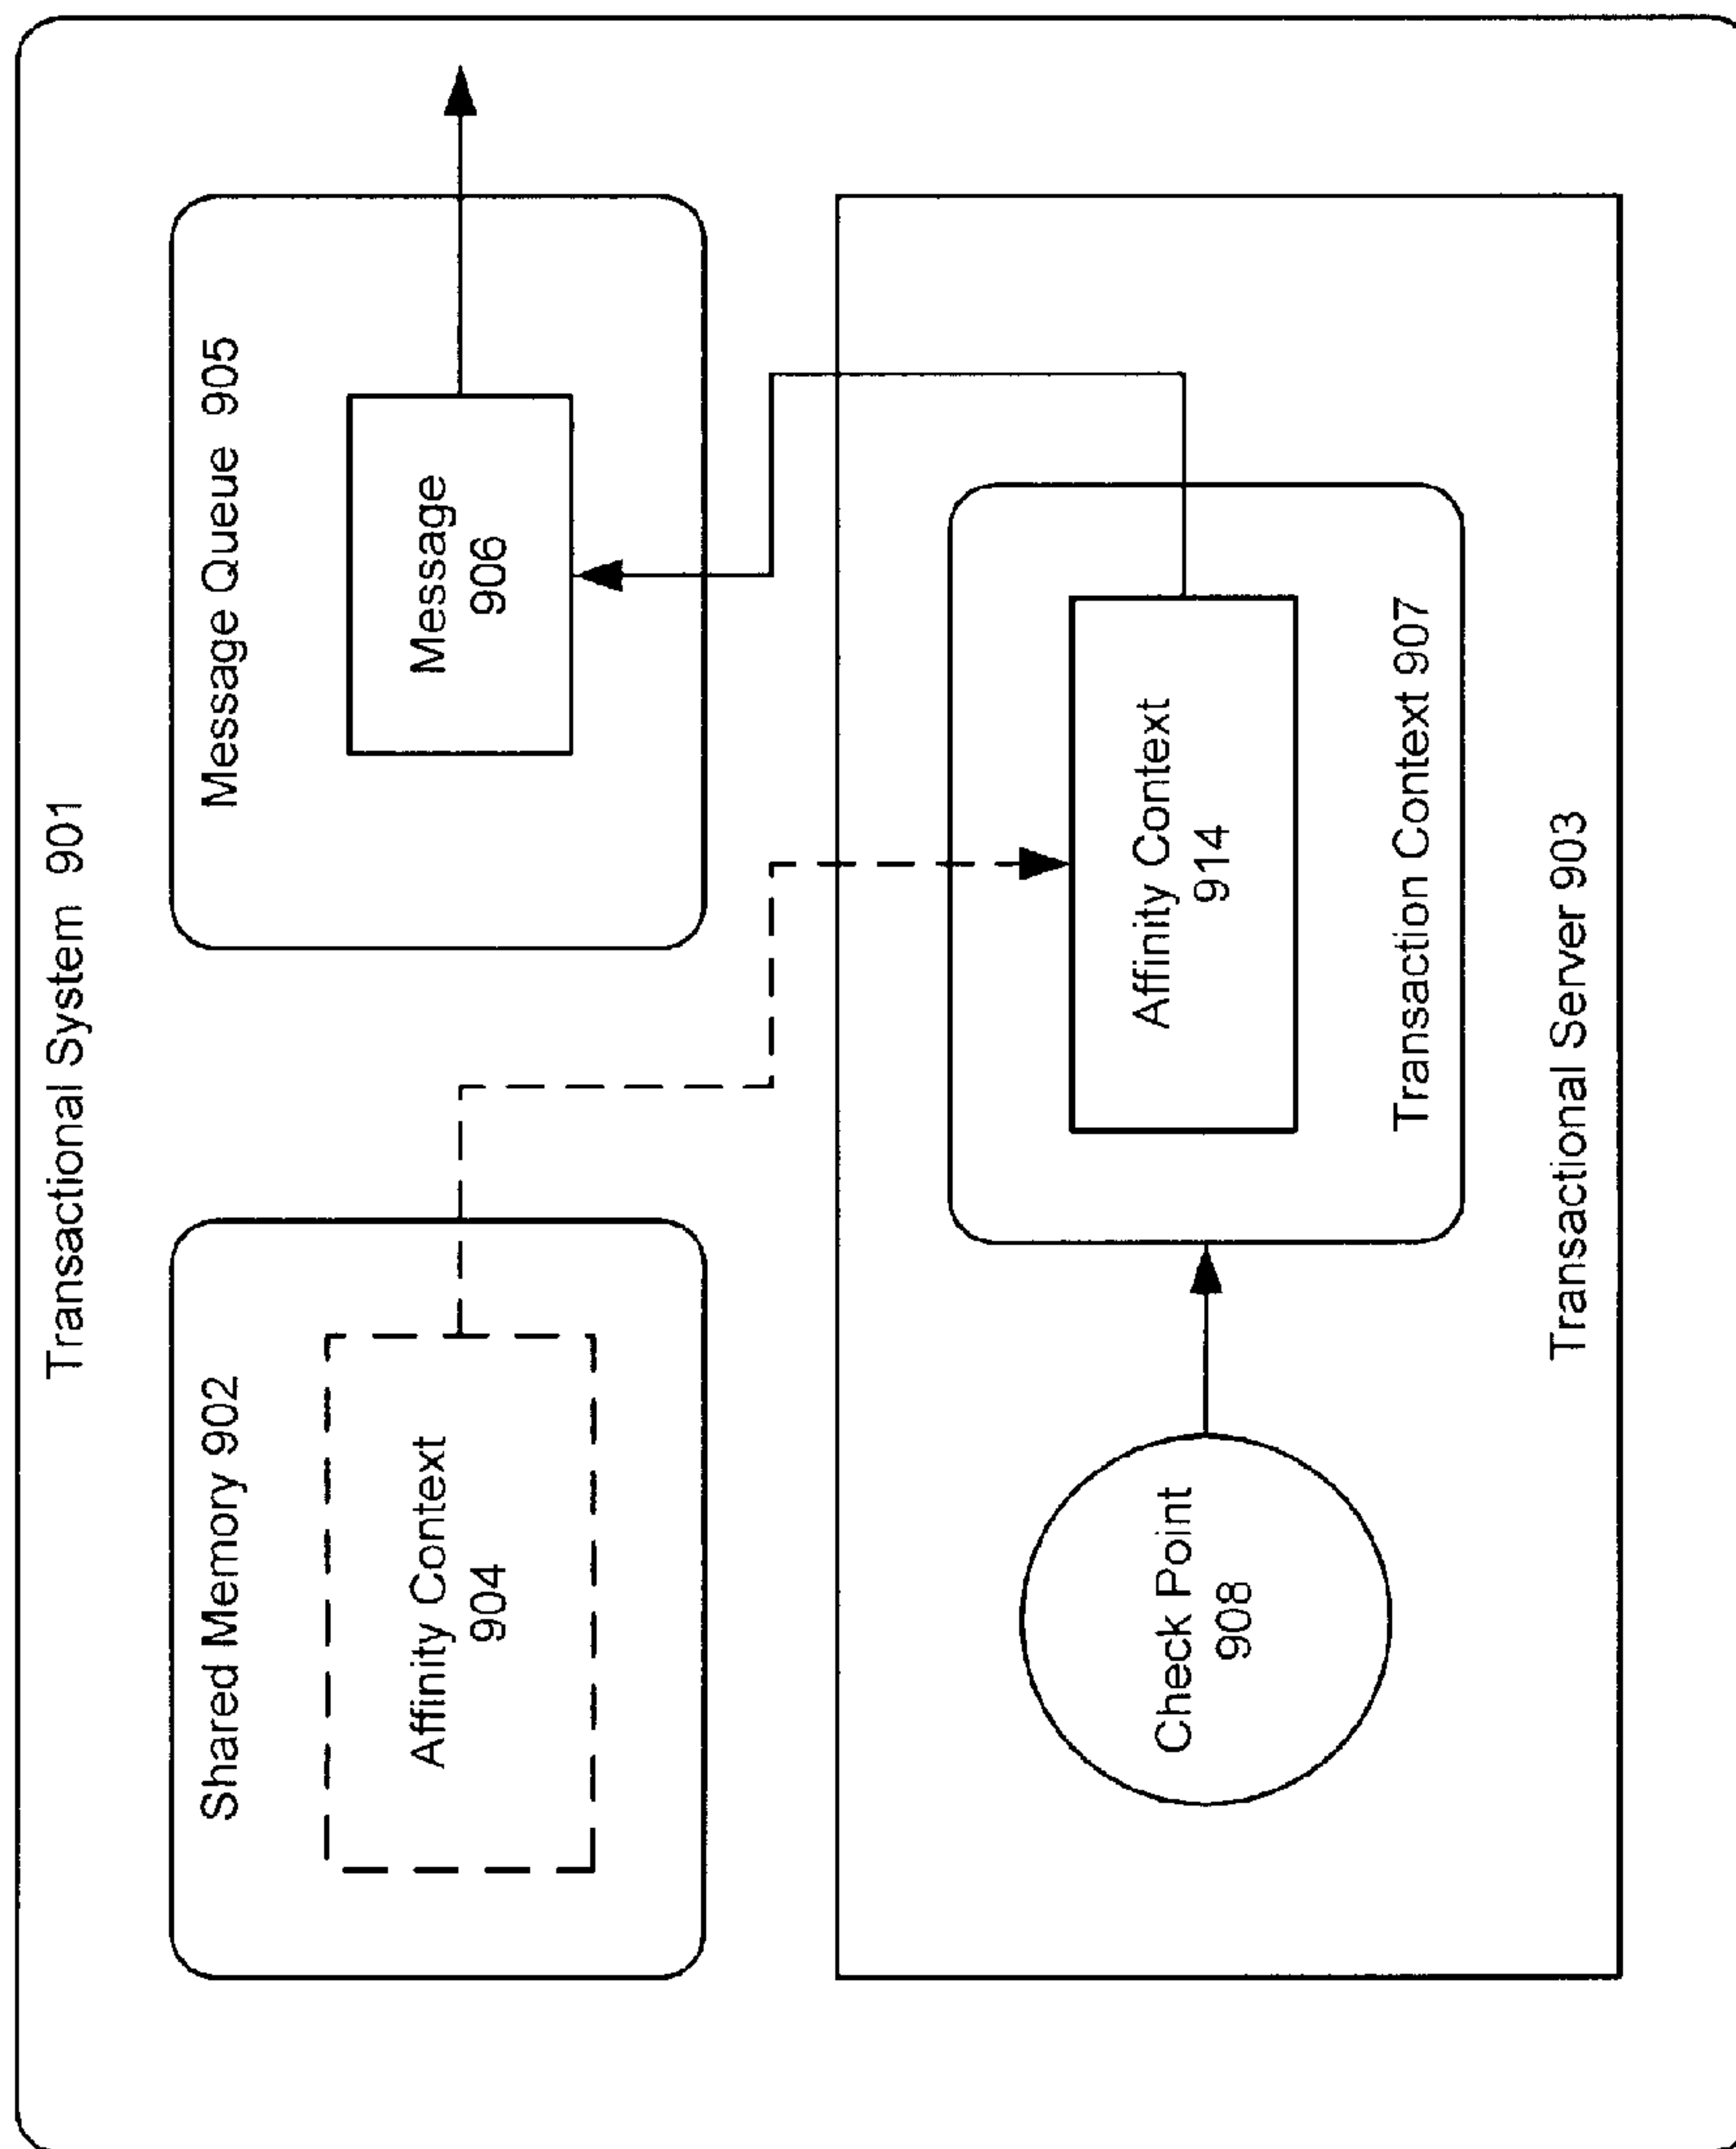 Transactional System 901
Shared Memory 902
Affinity Context
904
Message Queue 905
Message
906
Check Point
908
Affinity Context
914
Transaction Context 907
Transactional Server 903